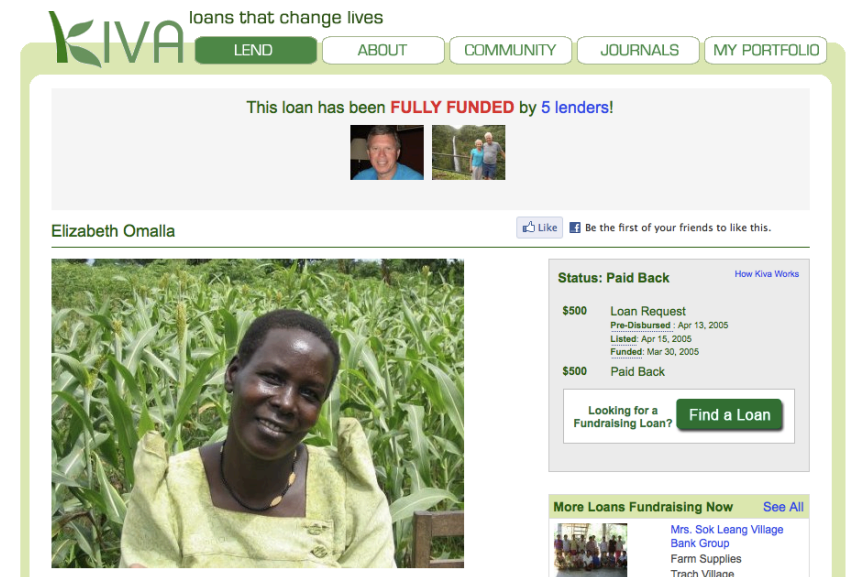 KIVA
loans that change lives
LEND
ABOUT
COMMUNITY
JOURNALS
MY PORTFOLIO
This loan has been FULLY FUNDED by 5 lenders!
Elizabeth Omalla
Like
Be the first of your friends to like this.
Status: Paid Back
How Kiva Works
$500 Loan Request
Pre-Disbursed : Apr 13, 2005
Listed: Apr 15, 2005
Funded: Mar 30, 2005
$500 Paid Back
Looking for a
Fundraising Loan?
Find a Loan
More Loans Fundraising Now
See All
Mrs. Sok Leang Village
Bank Group
Farm Supplies
Trach Village